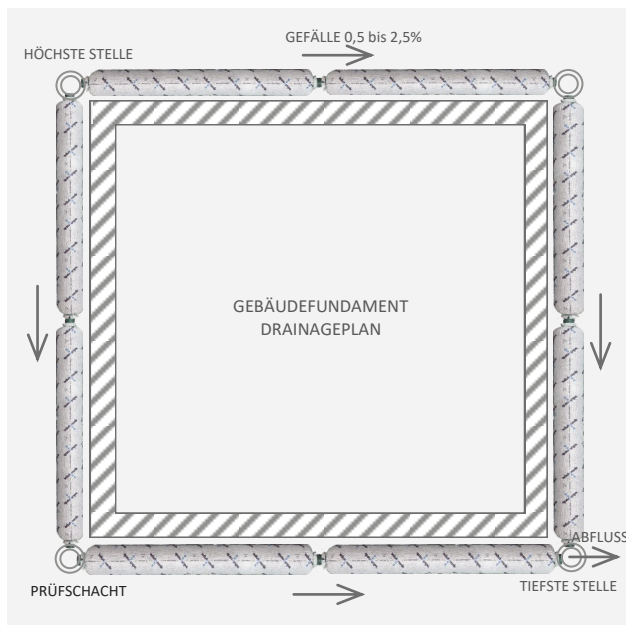 GEFÄLLE 0,5 bis 2,5%
HÖCHSTE STELLE
GEBÄUDEFUNDAMENT
DRAINAGEPLAN
ABFLUSS
PRÜFSCHACHT
TIEFSTE STELLE